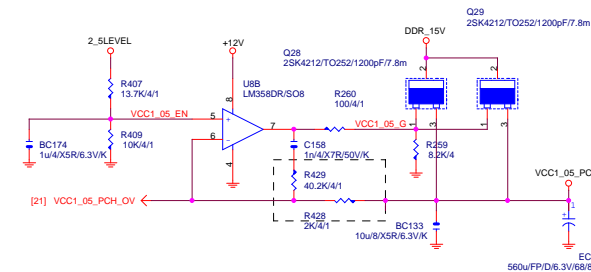 Q29
2SK4212/TO252/1200pF/7.8m
2_5LEVEL
+12V
DDR_15V
Q28
2SK4212/TO252/1200pF/7.8m
R407
13.7K/4/1
U8B
LM358DR/SO8
R260
100/4/1
2
2
8
VCC1_05_EN
5
6
+
-
7
VCC1_05_G
1
3
1
3
4
BC174
1u/4/X5R/6.3V/K
R409
10K/4/1
C158
1n/4/X7R/50V/K
R259
8.2K/4
R429
40.2K/4/1
[21] VCC1_05_PCH_OV
R428
2K/4/1
BC133
10u/8/X5R/6.3V/K
VCC1_05_PC
1
+
EC
560u/FP/D/6.3V/68/8